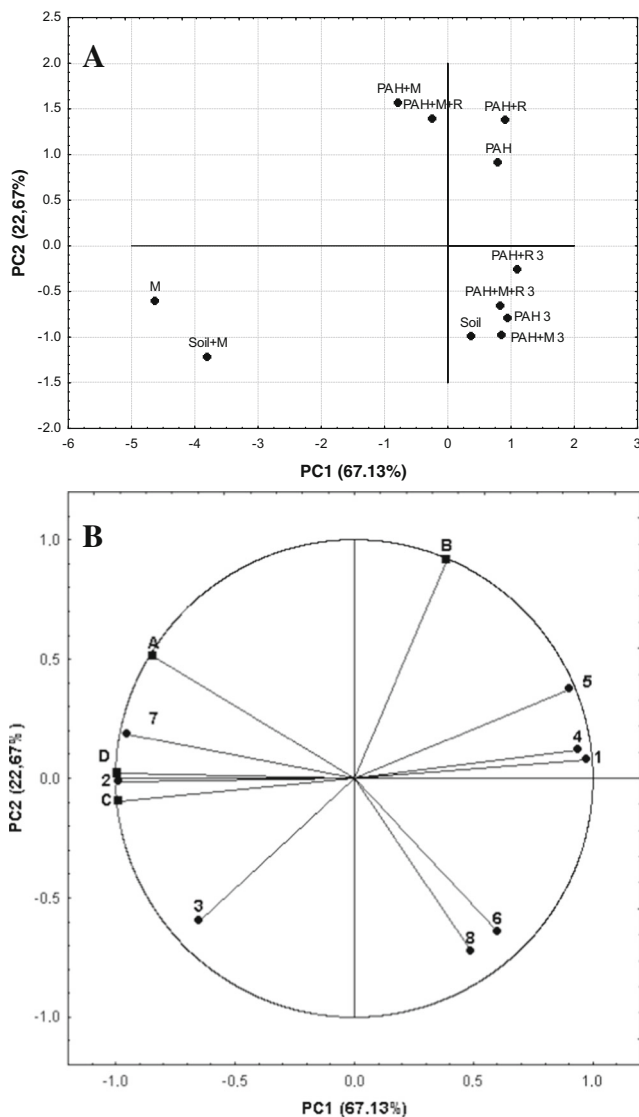 A
2.5
2.0
1.5
1.0
0.5
0.0
-0.5
-1.0
-1.5
-2.0
PC2 (22,67%)
PAH+M
PAH+M+R
PAH+R
PAH
PAH+R 3
PAH+M+R 3
PAH 3
Soil
PAH+M 3
M
Soil+M
-6 -5 -4 -3 -2 -1 0 1 2 3
PC1 (67.13%)
B
1.0
0.5
0.0
-0.5
-1.0
PC2 (22,67%)
B
A
5
7
4
1
D
2
C
3
6
8
-1.0 -0.5 0.0 0.5 1.0
PC1 (67.13%)